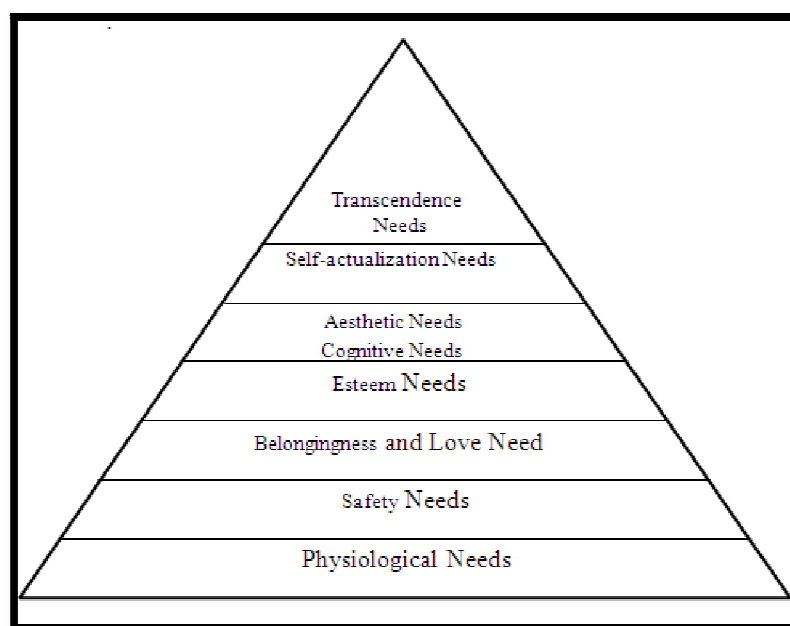 Transcendence
Needs
Self-actualization Needs
Aesthetic Needs
Cognitive Needs
Esteem Needs
Belongingness and Love Need
Safety Needs
Physiological Needs